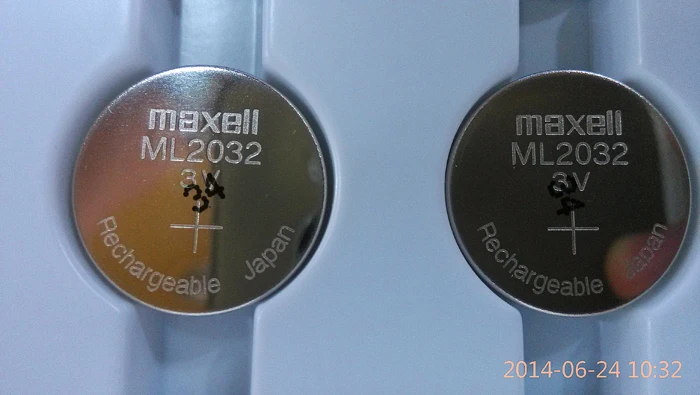 maxell
ML2032
3V
34
Rechargeable Japan
maxell
ML2032
3V
Rechargeable Japan
2014-06-24 10:32